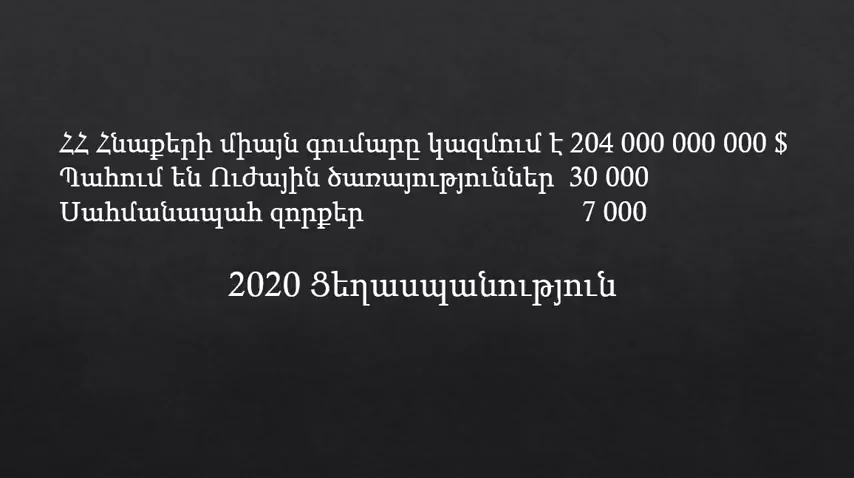 ՀՀ Հնաքերի միայն գումարը կազմում է 204 000 000 000 $
Պահում են Ուժային ծառայություններ 30 000
Սահմանապահ զորքեր 7 000
2020 Ցեղասպանություն